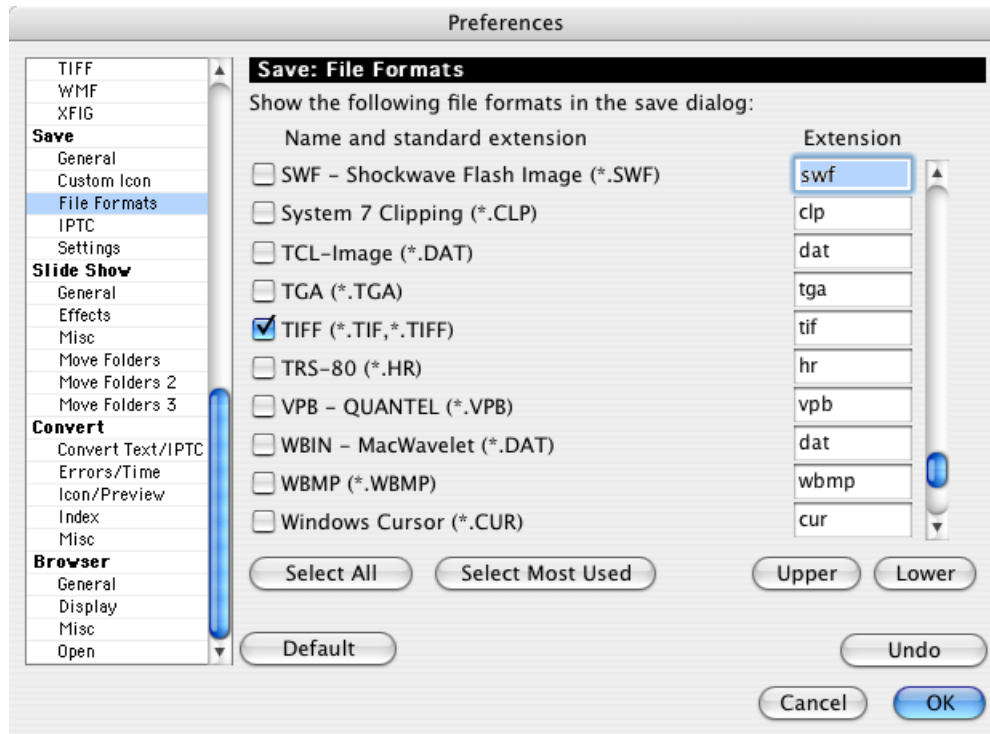 Preferences
TIFF
WMF
XFIG
Save
General
Custom Icon
File Formats
IPTC
Settings
Slide Show
General
Effects
Misc
Move Folders
Move Folders 2
Move Folders 3
Convert
Convert Text/IPTC
Errors/Time
Icon/Preview
Index
Misc
Browser
General
Display
Misc
Open
Save: File Formats
Show the following file formats in the save dialog:
Name and standard extension Extension
SWF – Shockwave Flash Image (*.SWF) swf
System 7 Clipping (*.CLP) clp
TCL–Image (*.DAT) dat
TGA (*.TGA) tga
TIFF (*.TIF,*.TIFF) tif
TRS–80 (*.HR) hr
VPB – QUANTEL (*.VPB) vpb
WBIN – MacWavelet (*.DAT) dat
WBMP (*.WBMP) wbmp
Windows Cursor (*.CUR) cur
Select All Select Most Used Upper Lower
Default Undo
Cancel OK